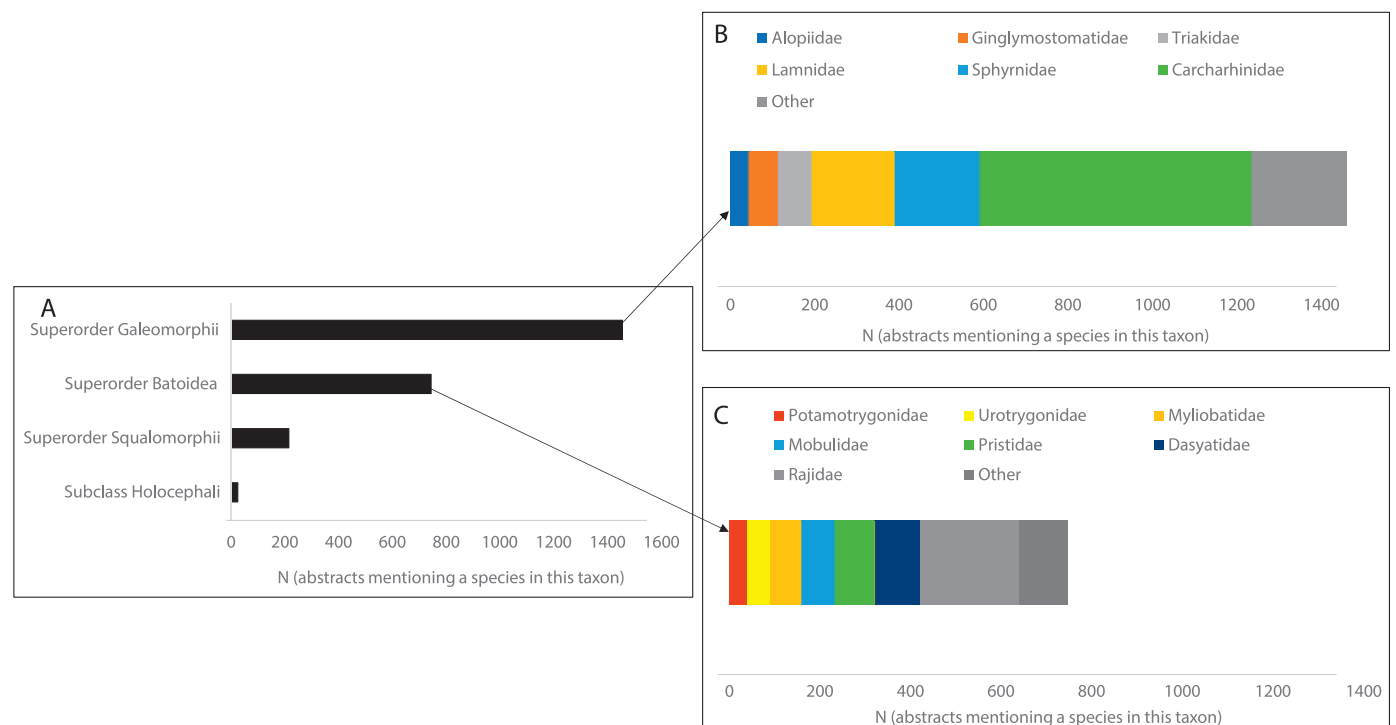 A
Superorder Galeomorphii
Superorder Batoidea
Superorder Squalomorphii
Subclass Holocephali
0 200 400 600 800 1000 1200 1400 1600
N (abstracts mentioning a species in this taxon)
B
Alopiidae Ginglymostomatidae Triakidae
Lamnidae Sphyrnidae Carcharhinidae
Other
0 200 400 600 800 1000 1200 1400
N (abstracts mentioning a species in this taxon)
C
Potamotrygonidae Urotrygonidae Myliobatidae
Mobulidae Pristidae Dasyatidae
Rajidae Other
0 200 400 600 800 1000 1200 1400
N (abstracts mentioning a species in this taxon)